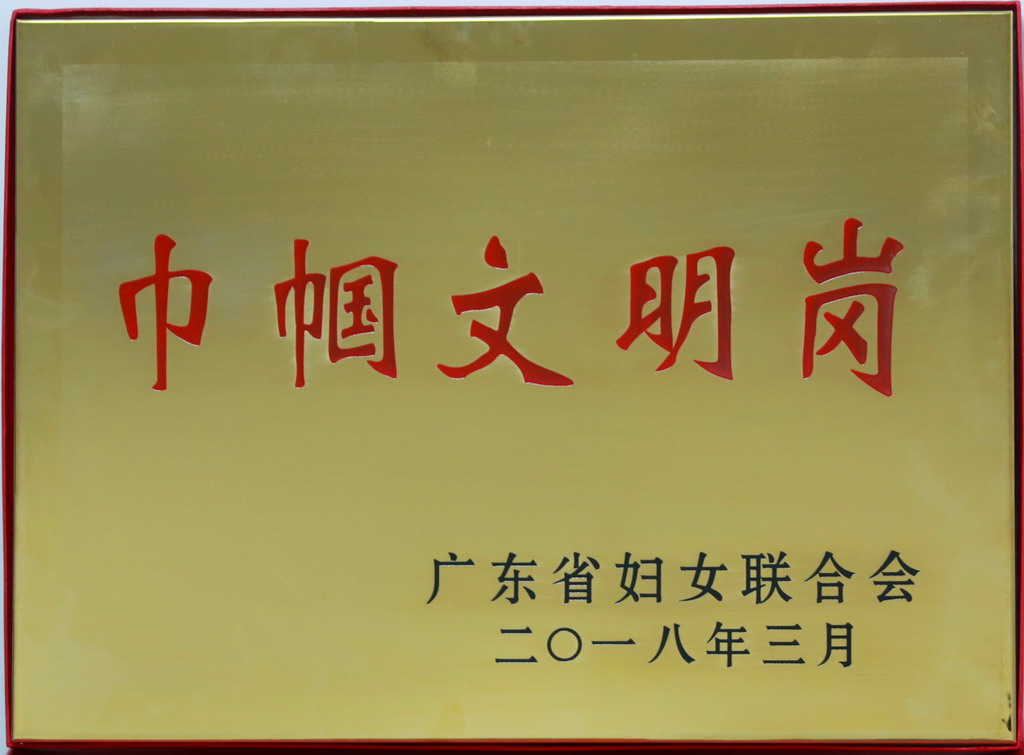 巾帼文明岗
广东省妇女联合会
二〇一八年三月